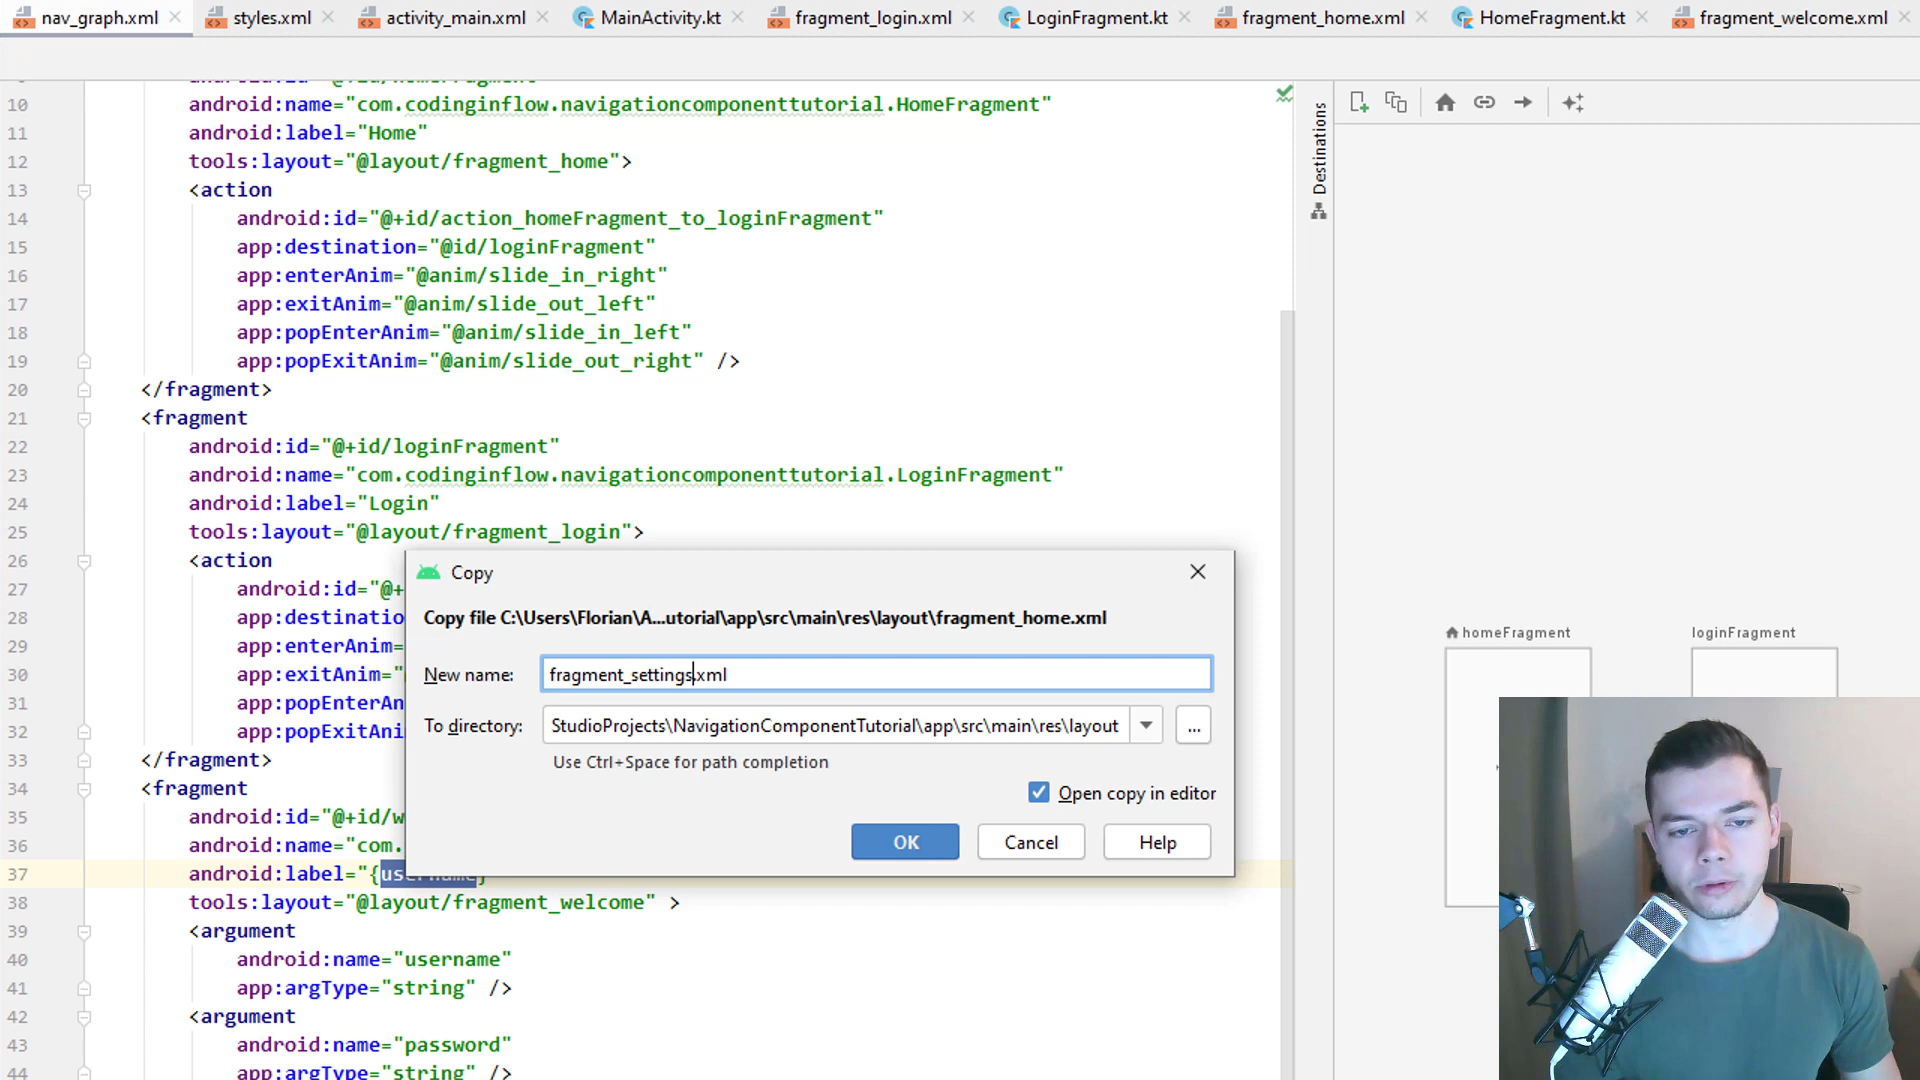 nav_graph.xml
styles.xml
activity_main.xml
MainActivity.kt
fragment_login.xml
LoginFragment.kt
fragment_home.xml
HomeFragment.kt
fragment_welcome.xml
10 android:name="com.codinginflow.navigationcomponenttutorial.HomeFragment"
11 android:label="Home"
12 tools:layout="@layout/fragment_home">
13 <action
14 android:id="@+id/action_homeFragment_to_loginFragment"
15 app:destination="@id/loginFragment"
16 app:enterAnim="@anim/slide_in_right"
17 app:exitAnim="@anim/slide_out_left"
18 app:popEnterAnim="@anim/slide_in_left"
19 app:popExitAnim="@anim/slide_out_right" />
20 </fragment>
21 <fragment
22 android:id="@+id/loginFragment"
23 android:name="com.codinginflow.navigationcomponenttutorial.LoginFragment"
24 android:label="Login"
25 tools:layout="@layout/fragment_login">
26 <action
27 android:id="@+
28 app:destinatio
29 app:enterAnim=
30 app:exitAnim="
31 app:popEnterAn
32 app:popExitAni
33 </fragment>
34 <fragment
35 android:id="@+id/w
36 android:name="com.
37 android:label="{username}
38 tools:layout="@layout/fragment_welcome" >
39 <argument
40 android:name="username"
41 app:argType="string" />
42 <argument
43 android:name="password"
44 app:argType="string" />
Copy
Copy file C:\Users\Florian\A...utorial\app\src\main\res\layout\fragment_home.xml
New name:
fragment_settings.xml
To directory:
StudioProjects\NavigationComponentTutorial\app\src\main\res\layout
...
Use Ctrl+Space for path completion
Open copy in editor
OK
Cancel
Help
Destinations
homeFragment
loginFragment